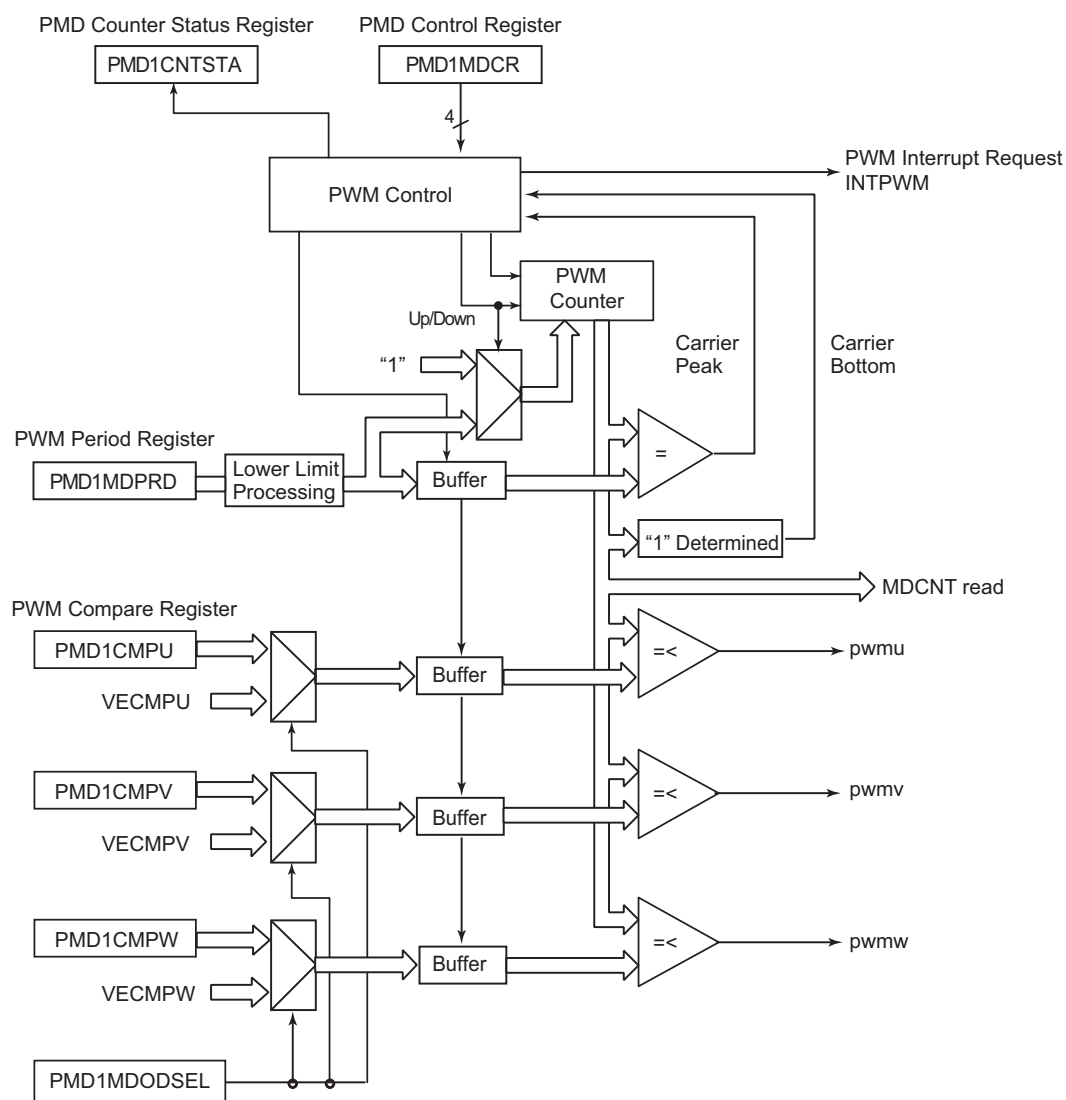 PMD Counter Status Register
PMD Control Register
PMD1CNTSTA
PMD1MDCR
4
PWM Control
PWM Interrupt Request
INTPWM
PWM
Counter
Up/Down
“1”
Carrier
Peak
Carrier
Bottom
PWM Period Register
PMD1MDPRD
Lower Limit
Processing
Buffer
=
“1” Determined
MDCNT read
PWM Compare Register
PMD1CMPU
VECMPU
Buffer
=<
pwmu
PMD1CMPV
VECMPV
Buffer
=<
pwmv
PMD1CMPW
VECMPW
Buffer
=<
pwmw
PMD1MDODSEL